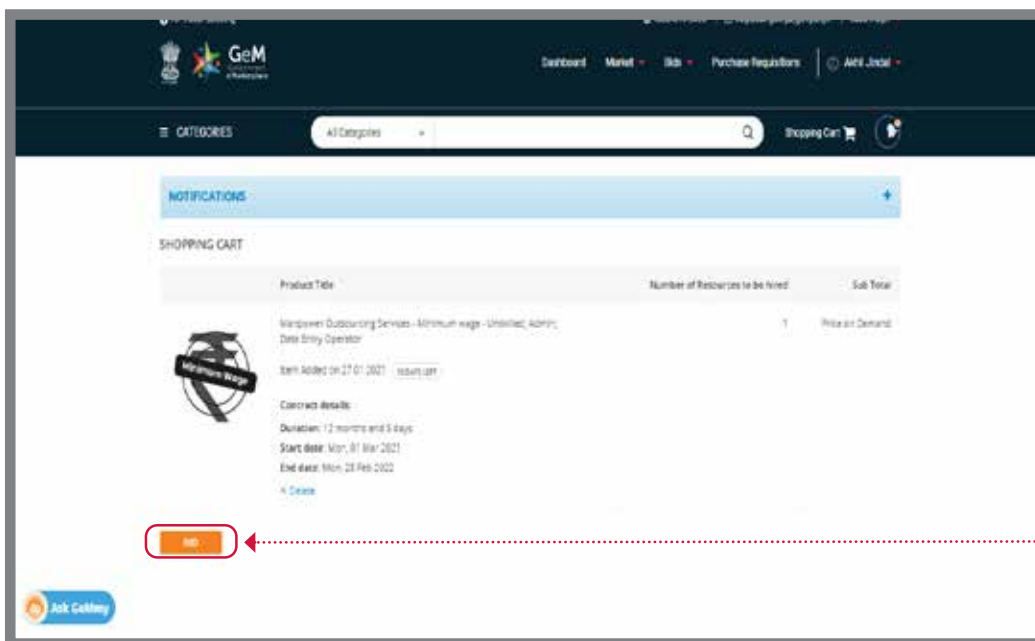 GeM
Government
e Marketplace
Dashboard Market Bids Purchase Requisitions Akhil Jindal
CATEGORIES All Categories Shopping Cart
NOTIFICATIONS +
SHOPPING CART
Product Title Number of Resources to be hired Sub Total
Manpower Outsourcing Services - Minimum wage - Unskilled; Admin; 1 Price on Demand
Data Entry Operator
Item Added on 27 01 2021
Minimum Wage
Contract details
Duration: 12 months and 5 days
Start date: Mon, 01 Mar 2021
End date: Mon, 28 Feb 2022
× Delete
BID
Ask GeMmy